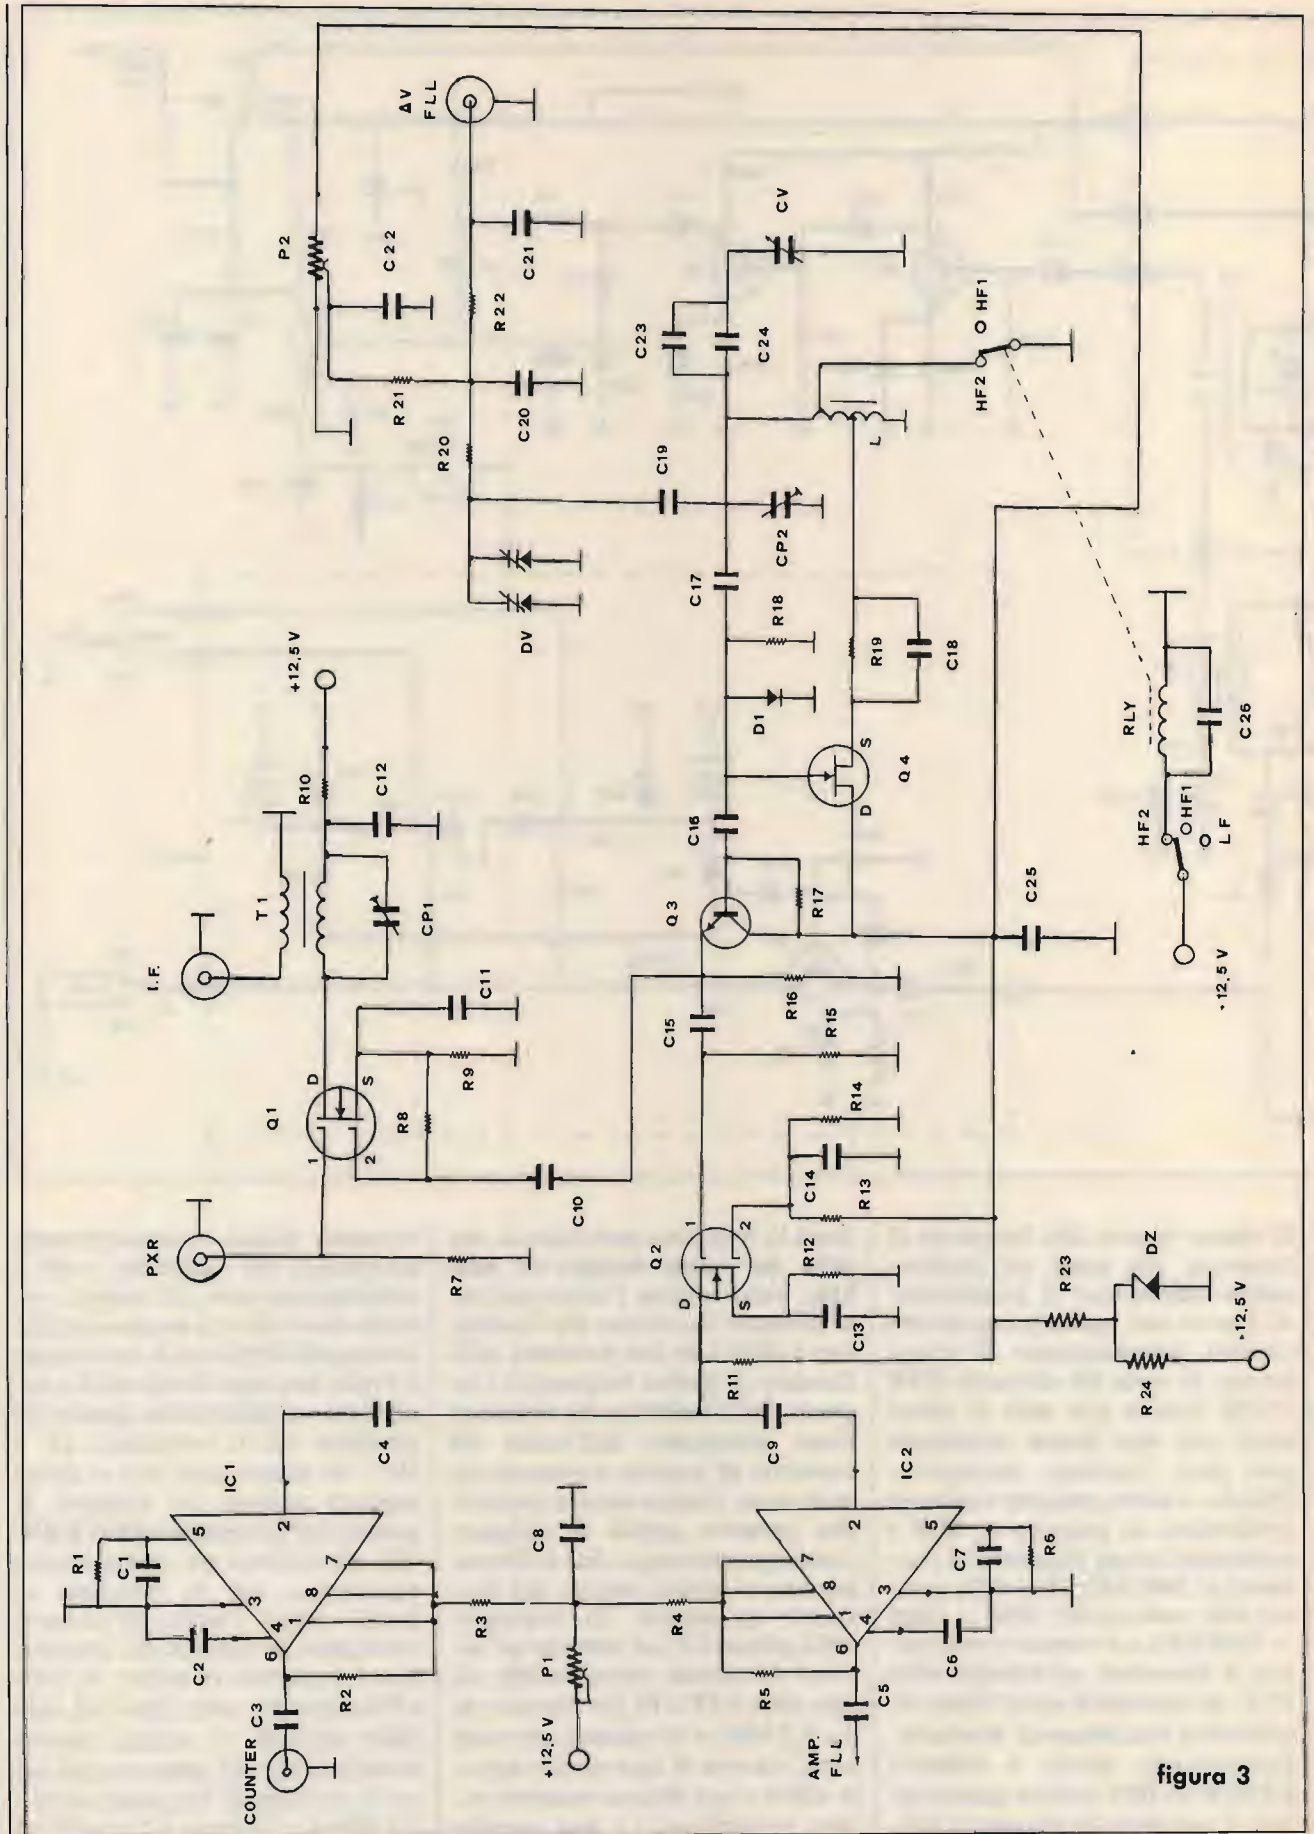 ΔV
FLL
P2
C22
C21
R22
R21
C20
R20
DV
+12,5 V
R10
C12
T1
CP1
I.F.
C11
D
S
Q1
1
2
R8
R9
PXR
R7
C10
C23
C24
CV
HF1
HF2
L
C19
CP2
C17
R18
D1
R19
C18
S
D
Q4
C16
Q3
R17
C15
R16
R15
R14
C14
R13
Q2
1
2
D
S
R12
C13
R11
RLY
C26
HF2
HF1
LF
+12,5 V
C25
R23
DZ
R24
+12,5 V
C4
C9
IC1
IC2
R1
C1
C2
5
3
4
6
2
7
8
1
C3
R2
COUNTER
R3
C8
P1
+12,5 V
R4
R5
7
8
1
6
4
3
5
2
C5
C6
C7
R6
AMP.
FLL
figura 3